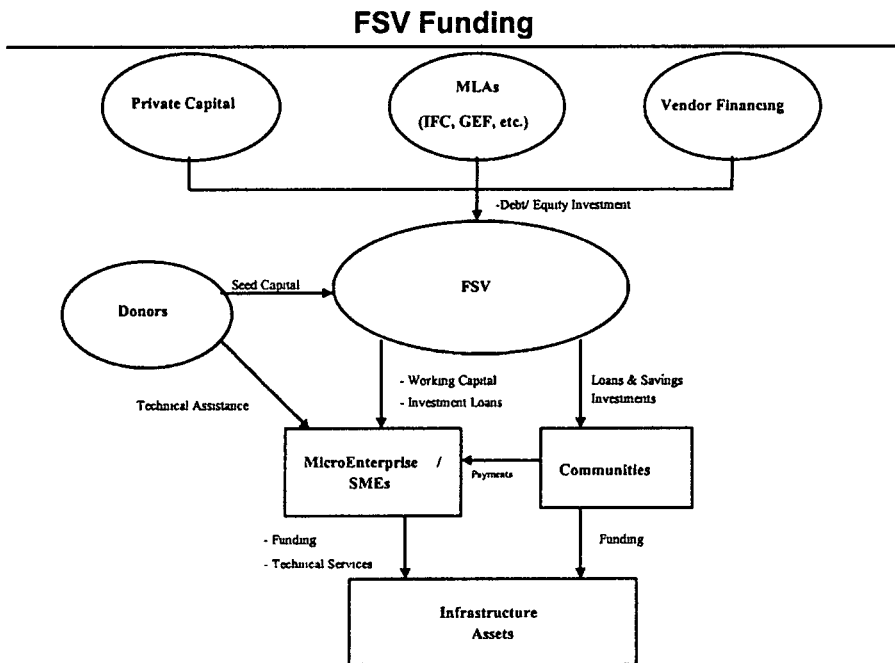 FSV Funding
Private Capital
MLAs
(IFC, GEF, etc.)
Vendor Financing
-Debt/ Equity Investment
Seed Capital
FSV
Donors
- Working Capital
- Investment Loans
Loans & Savings
Investments
Technical Assistance
MicroEnterprise /
SMEs
Payments
Communities
- Funding
- Technical Services
Funding
Infrastructure
Assets